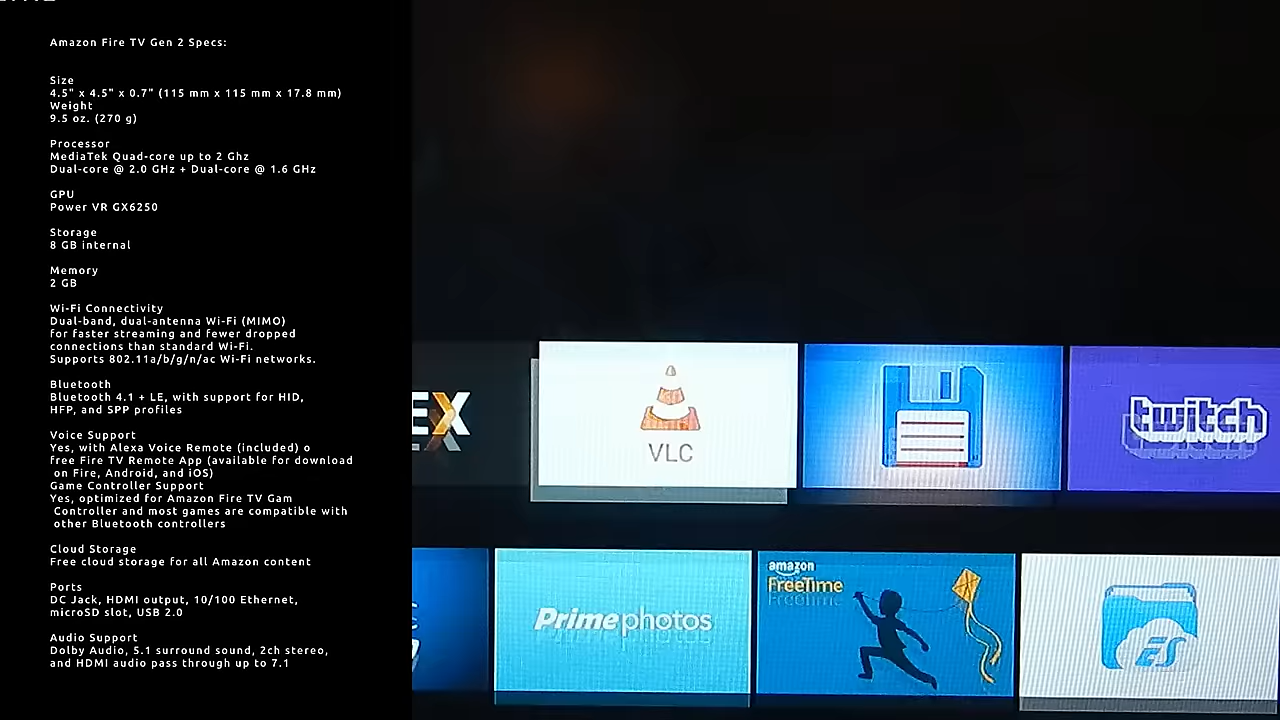 Amazon Fire TV Gen 2 Specs:
Size
4.5" x 4.5" x 0.7" (115 mm x 115 mm x 17.8 mm)
Weight
9.5 oz. (270 g)
Processor
MediaTek Quad-core up to 2 Ghz
Dual-core @ 2.0 GHz + Dual-core @ 1.6 GHz
GPU
Power VR GX6250
Storage
8 GB internal
Memory
2 GB
Wi-Fi Connectivity
Dual-band, dual-antenna Wi-Fi (MIMO)
for faster streaming and fewer dropped
connections than standard Wi-Fi.
Supports 802.11a/b/g/n/ac Wi-Fi networks.
Bluetooth
Bluetooth 4.1 + LE, with support for HID,
HFP, and SPP profiles
Voice Support
Yes, with Alexa Voice Remote (included) o
free Fire TV Remote App (available for download
on Fire, Android, and iOS)
Game Controller Support
Yes, optimized for Amazon Fire TV Gam
Controller and most games are compatible with
other Bluetooth controllers
Cloud Storage
Free cloud storage for all Amazon content
Ports
DC Jack, HDMI output, 10/100 Ethernet,
microSD slot, USB 2.0
Audio Support
Dolby Audio, 5.1 surround sound, 2ch stereo,
and HDMI audio pass through up to 7.1
EX
VLC
twitch
Prime photos
amazon
FreeTime
ES